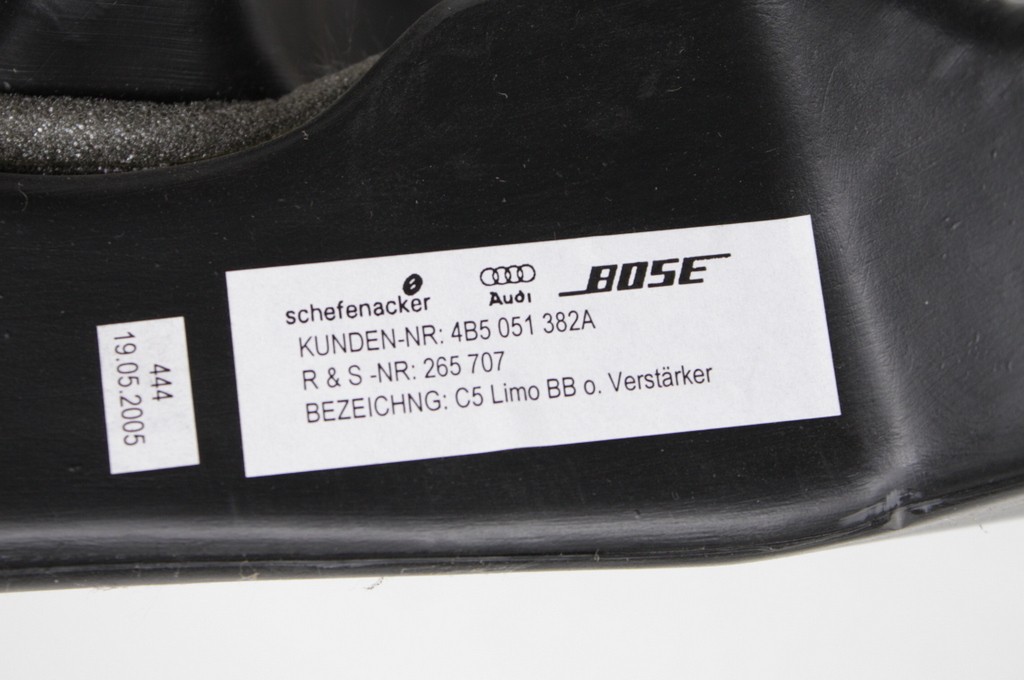 schefenacker Audi BOSE
KUNDEN-NR: 4B5 051 382A
R & S -NR: 265 707
BEZEICHNG: C5 Limo BB o. Verstärker
444
19.05.2005